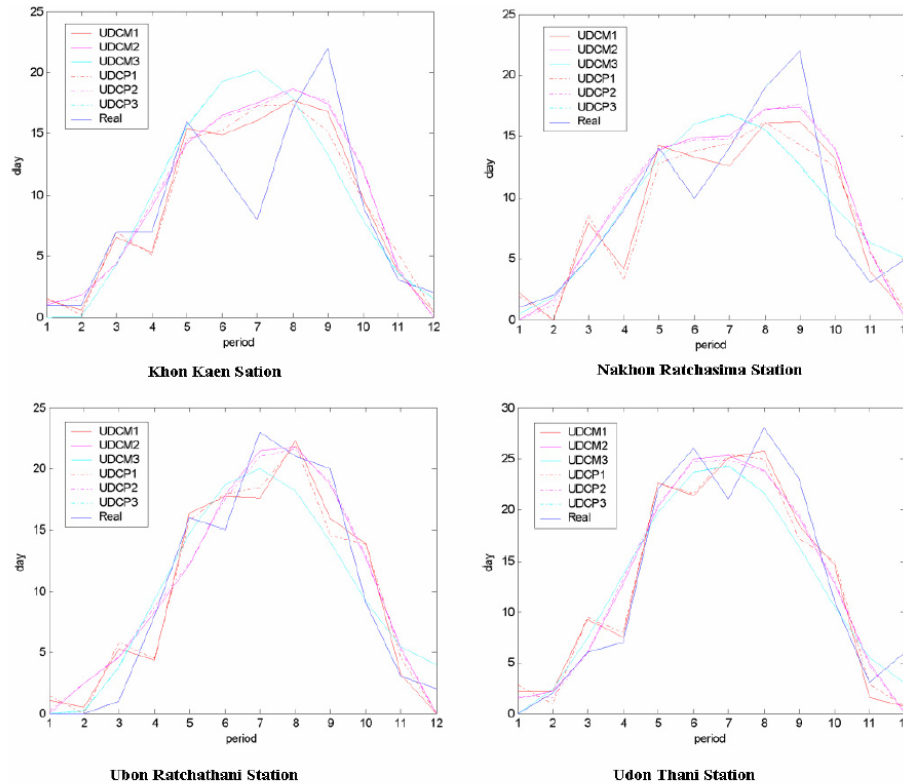 25
20
15
10
5
0
day
UDCM1
UDCM2
UDCM3
UDCP1
UDCP2
UDCP3
Real
1 2 3 4 5 6 7 8 9 10 11 12
period
Khon Kaen Sation
25
20
15
10
5
0
day
UDCM1
UDCM2
UDCM3
UDCP1
UDCP2
UDCP3
Real
1 2 3 4 5 6 7 8 9 10 11
period
Nakhon Ratchasima Station
25
20
15
10
5
0
day
UDCM1
UDCM2
UDCM3
UDCP1
UDCP2
UDCP3
Real
1 2 3 4 5 6 7 8 9 10 11 12
period
Ubon Ratchathani Station
30
25
20
15
10
5
0
day
UDCM1
UDCM2
UDCM3
UDCP1
UDCP2
UDCP3
Real
1 2 3 4 5 6 7 8 9 10 11
period
Udon Thani Station